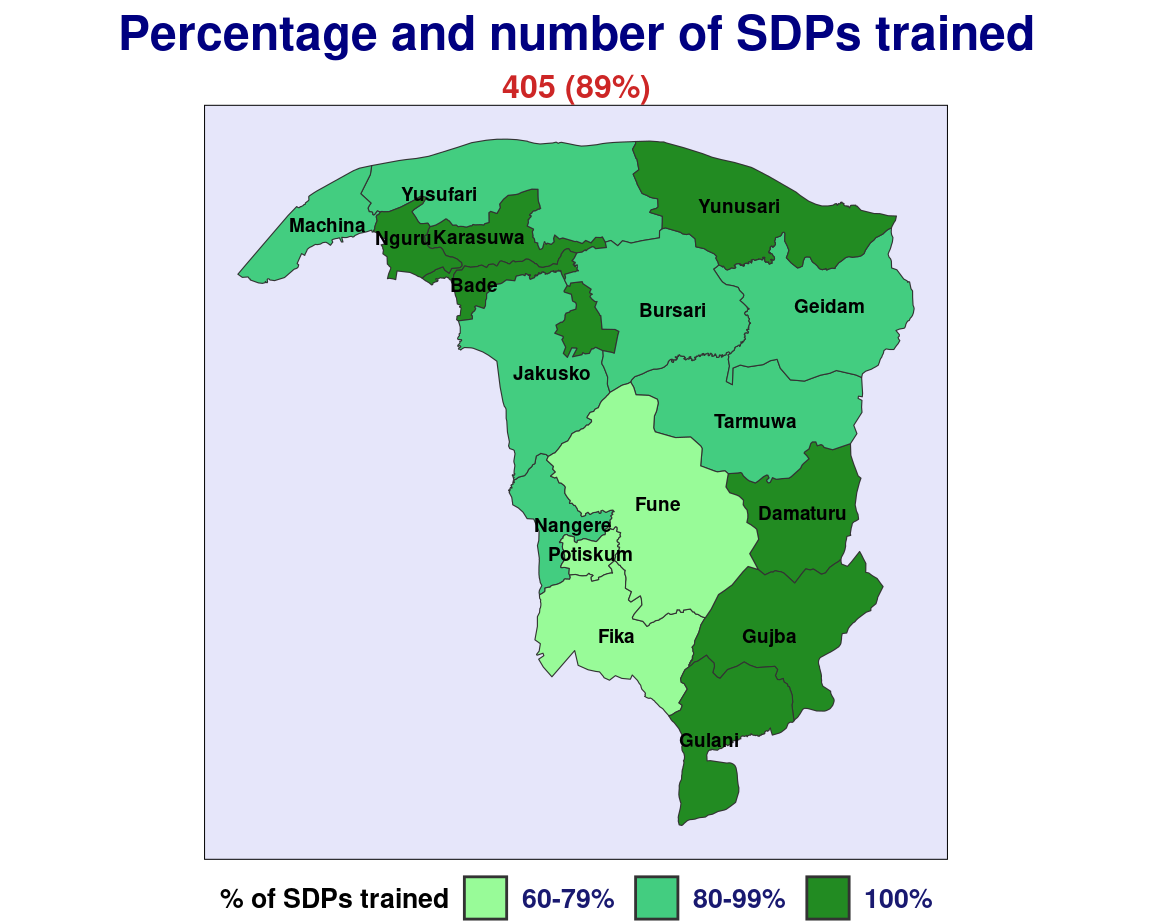 Percentage and number of SDPs trained
405 (89%)
Yusufari
Yunusari
Machina
Nguru
Karasuwa
Bade
Bursari
Geidam
Jakusko
Tarmuwa
Fune
Damaturu
Nangere
Potiskum
Fika
Gujba
Gulani
% of SDPs trained 60-79% 80-99% 100%